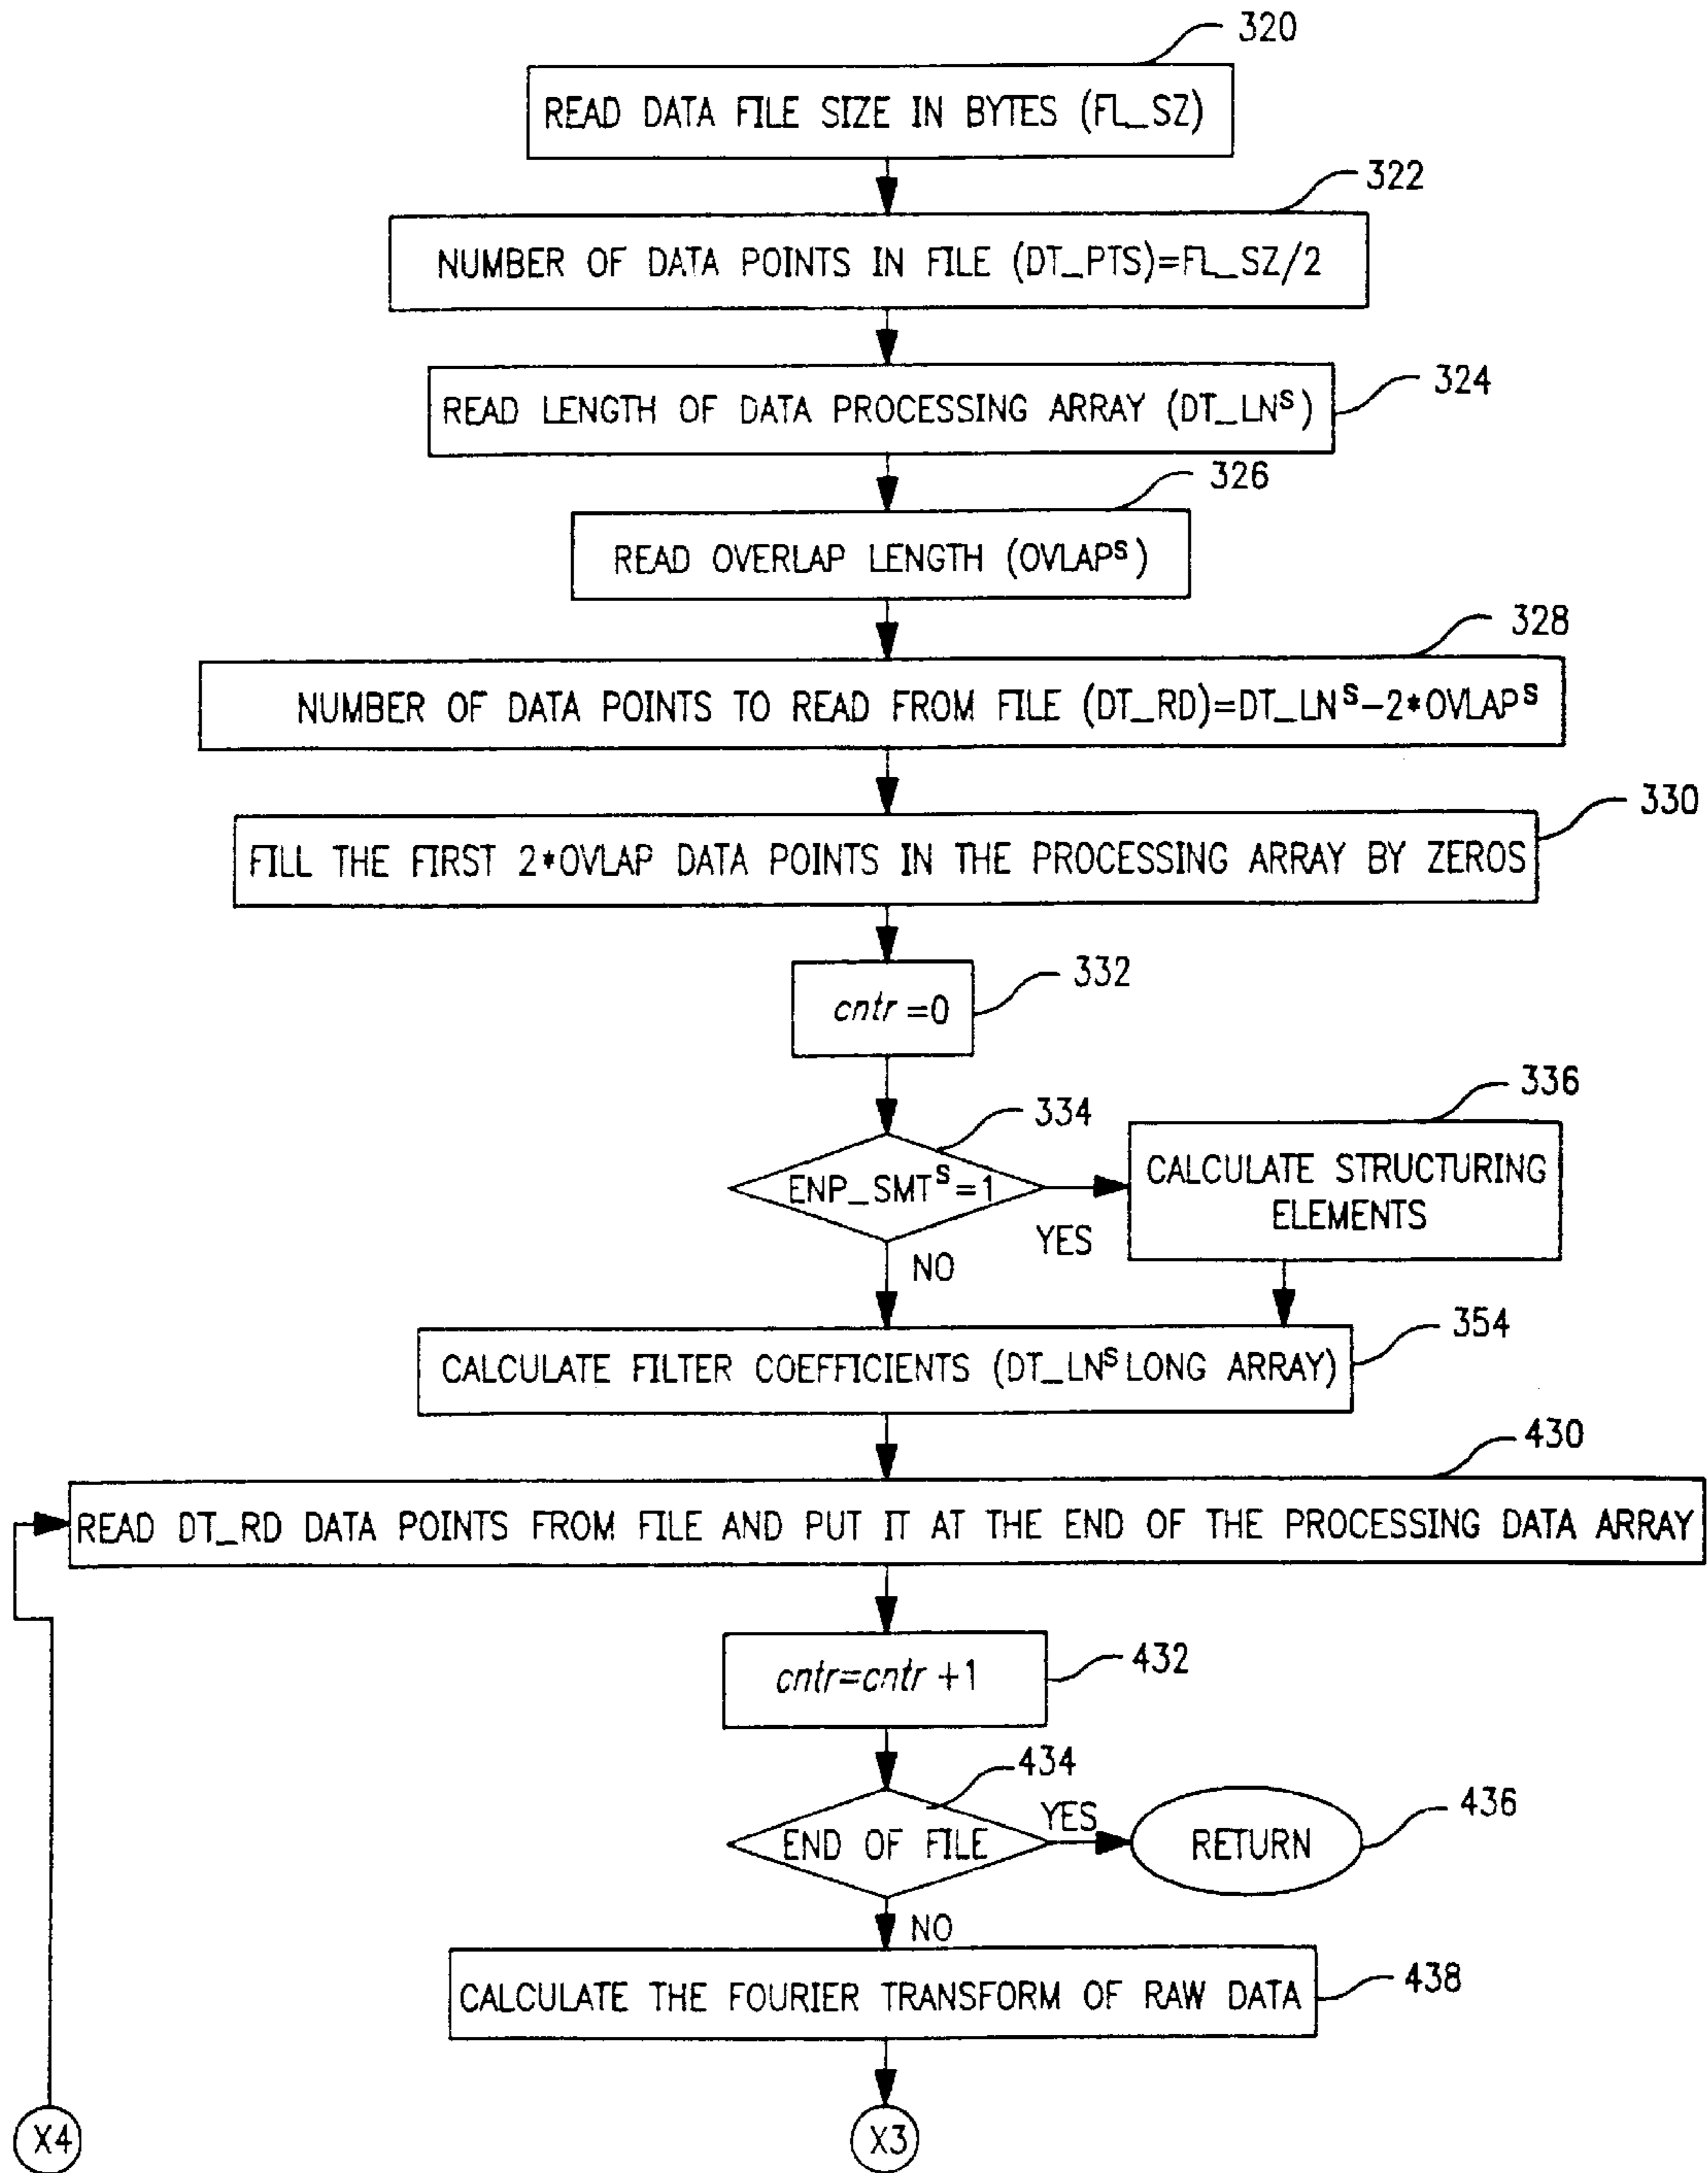 320
READ DATA FILE SIZE IN BYTES (FL_SZ)
322
NUMBER OF DATA POINTS IN FILE (DT_PTS)=FL_SZ/2
324
READ LENGTH OF DATA PROCESSING ARRAY (DT_LNˢ)
326
READ OVERLAP LENGTH (OVLAPˢ)
328
NUMBER OF DATA POINTS TO READ FROM FILE (DT_RD)=DT_LNˢ-2*OVLAPˢ
330
FILL THE FIRST 2*OVLAP DATA POINTS IN THE PROCESSING ARRAY BY ZEROS
332
cntr=0
334
336
ENP_SMTˢ=1
CALCULATE STRUCTURING
ELEMENTS
YES
NO
354
CALCULATE FILTER COEFFICIENTS (DT_LNˢ LONG ARRAY)
430
READ DT_RD DATA POINTS FROM FILE AND PUT IT AT THE END OF THE PROCESSING DATA ARRAY
432
cntr=cntr+1
434
YES
436
END OF FILE
RETURN
NO
438
CALCULATE THE FOURIER TRANSFORM OF RAW DATA
X4
X3